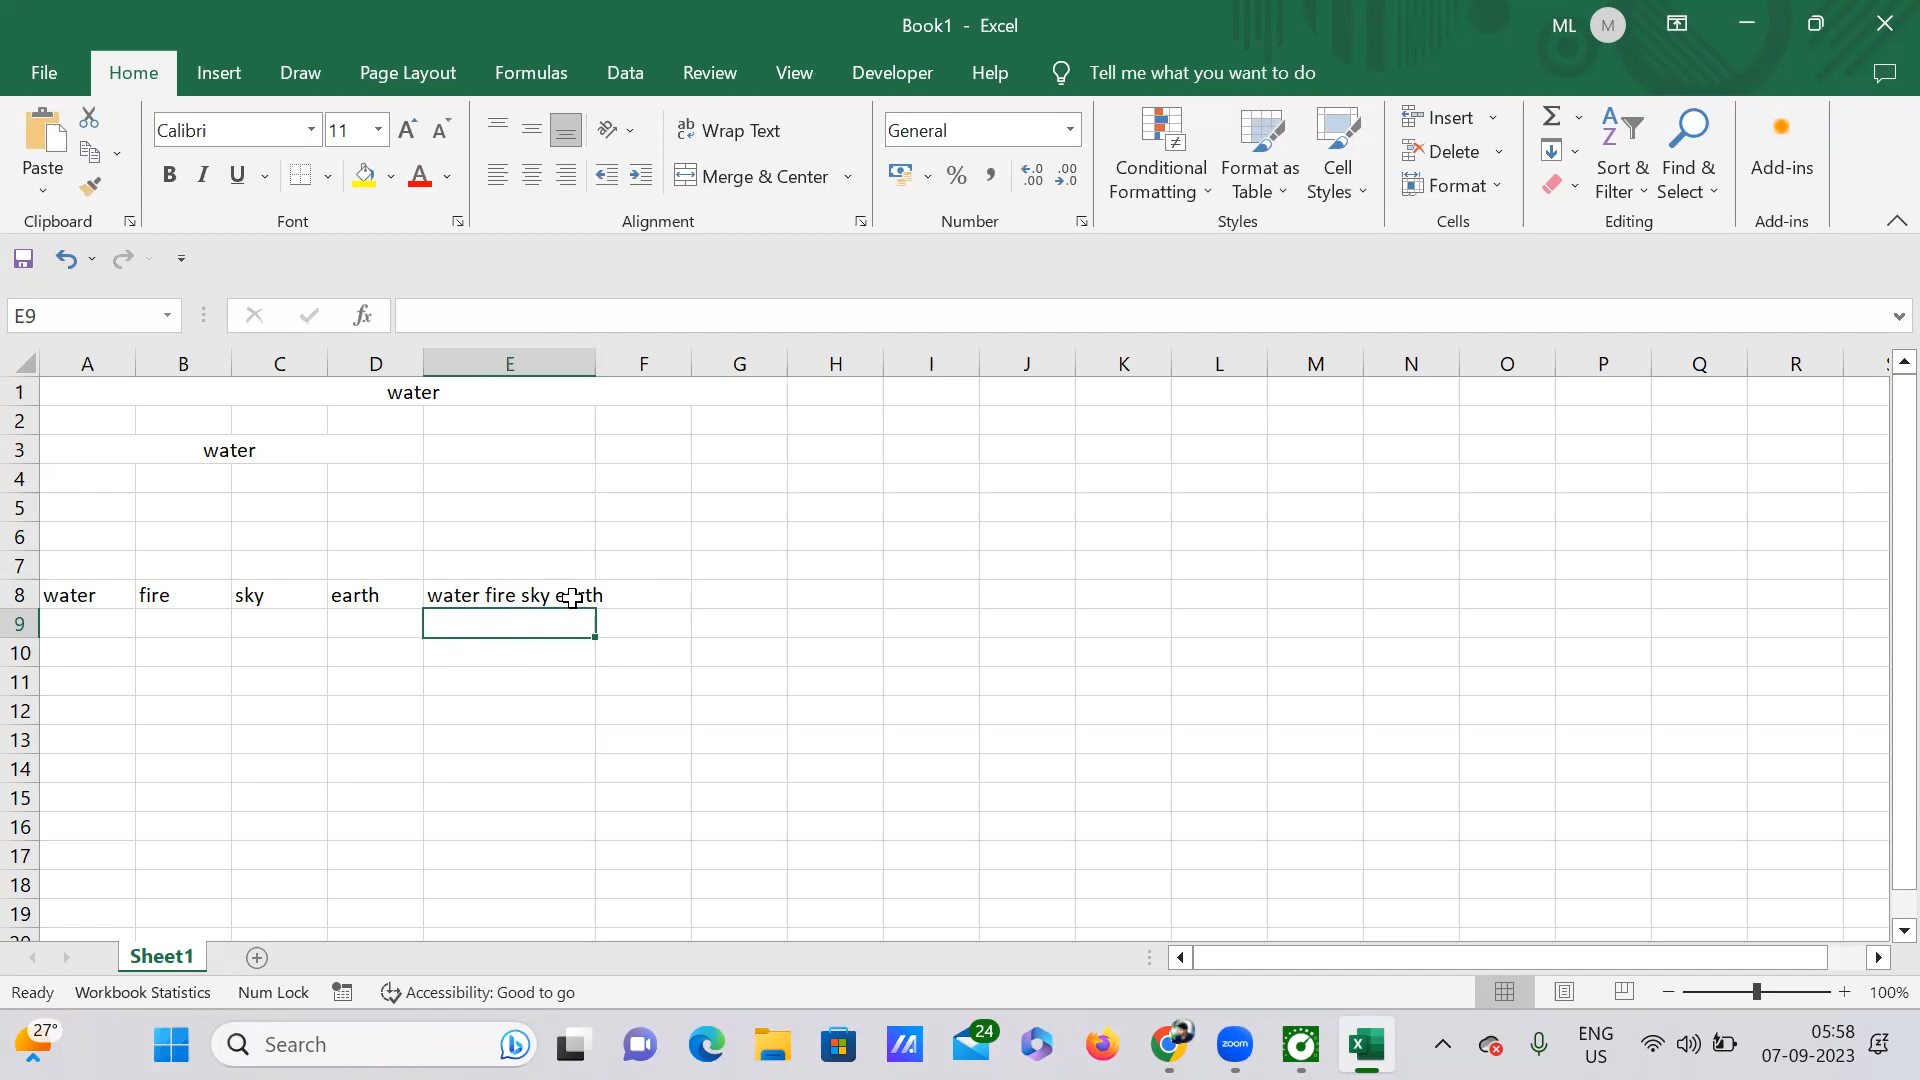 Book1 - Excel
ML M
File Home Insert Draw Page Layout Formulas Data Review View Developer Help Tell me what you want to do
Calibri 11 Wrap Text General Insert
Paste Merge & Center Conditional Formatting Format as Table Cell Styles Delete Sort & Filter Find & Select Add-ins
Format
Clipboard Font Alignment Number Styles Cells Editing Add-ins
E9 fx
A B C D E F G H I J K L M N O P Q R
1 water
2
3 water
4
5
6
7
8 water fire sky earth water fire sky earth
9
10
11
12
13
14
15
16
17
18
19
Sheet1
Ready Workbook Statistics Num Lock Accessibility: Good to go 100%
27° Search 24 zoom ENG US 05:58 07-09-2023